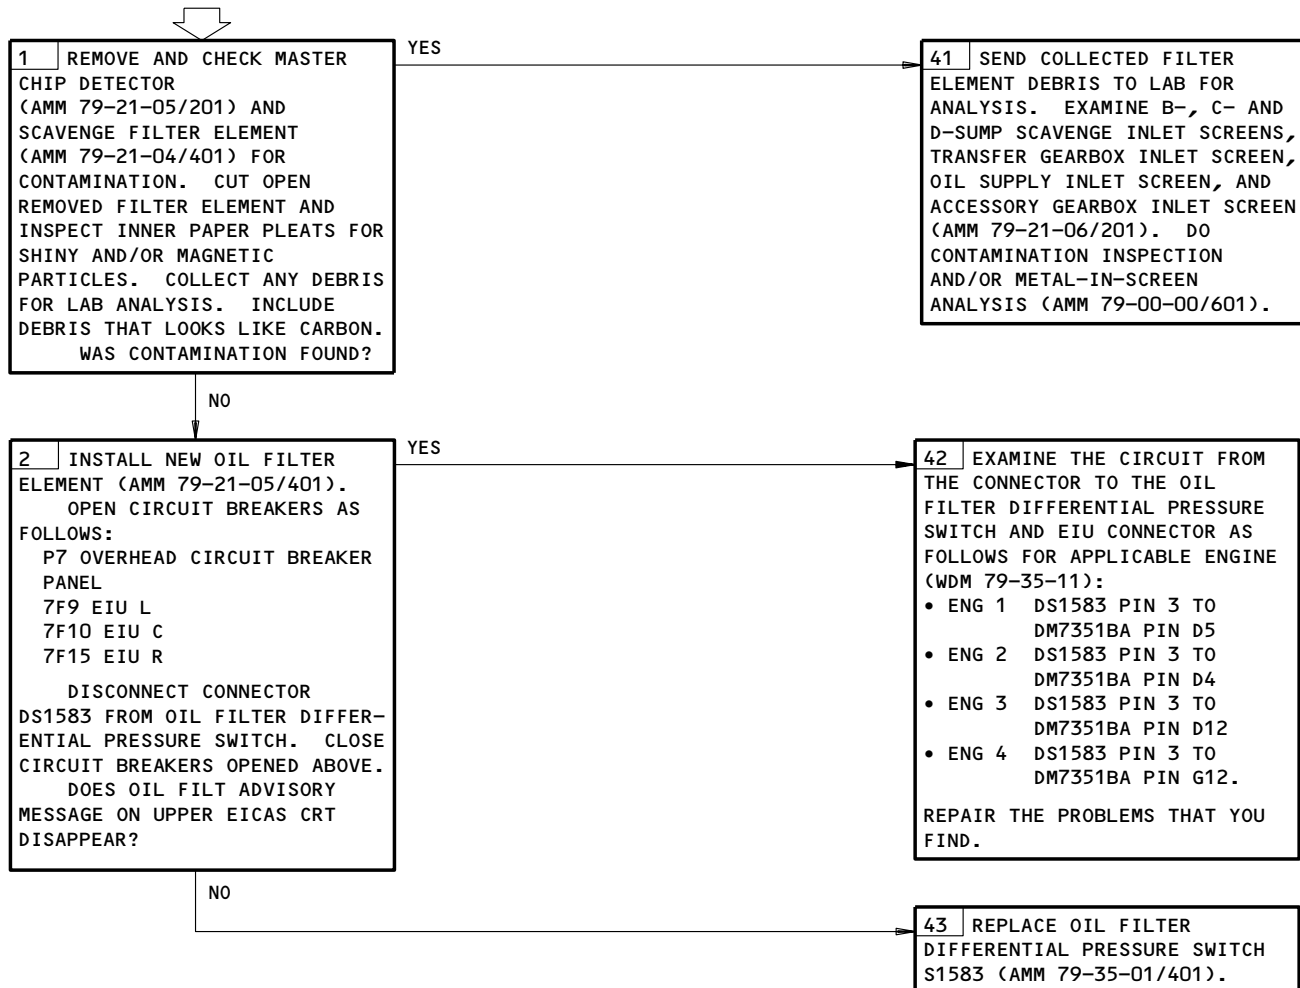 1 REMOVE AND CHECK MASTER
CHIP DETECTOR
(AMM 79-21-05/201) AND
SCAVENGE FILTER ELEMENT
(AMM 79-21-04/401) FOR
CONTAMINATION. CUT OPEN
REMOVED FILTER ELEMENT AND
INSPECT INNER PAPER PLEATS FOR
SHINY AND/OR MAGNETIC
PARTICLES. COLLECT ANY DEBRIS
FOR LAB ANALYSIS. INCLUDE
DEBRIS THAT LOOKS LIKE CARBON.
WAS CONTAMINATION FOUND?
YES
41 SEND COLLECTED FILTER
ELEMENT DEBRIS TO LAB FOR
ANALYSIS. EXAMINE B-, C- AND
D-SUMP SCAVENGE INLET SCREENS,
TRANSFER GEARBOX INLET SCREEN,
OIL SUPPLY INLET SCREEN, AND
ACCESSORY GEARBOX INLET SCREEN
(AMM 79-21-06/201). DO
CONTAMINATION INSPECTION
AND/OR METAL-IN-SCREEN
ANALYSIS (AMM 79-00-00/601).
NO
2 INSTALL NEW OIL FILTER
ELEMENT (AMM 79-21-05/401).
OPEN CIRCUIT BREAKERS AS
FOLLOWS:
P7 OVERHEAD CIRCUIT BREAKER
PANEL
7F9 EIU L
7F10 EIU C
7F15 EIU R
DISCONNECT CONNECTOR
DS1583 FROM OIL FILTER DIFFER-
ENTIAL PRESSURE SWITCH. CLOSE
CIRCUIT BREAKERS OPENED ABOVE.
DOES OIL FILT ADVISORY
MESSAGE ON UPPER EICAS CRT
DISAPPEAR?
YES
42 EXAMINE THE CIRCUIT FROM
THE CONNECTOR TO THE OIL
FILTER DIFFERENTIAL PRESSURE
SWITCH AND EIU CONNECTOR AS
FOLLOWS FOR APPLICABLE ENGINE
(WDM 79-35-11):
• ENG 1 DS1583 PIN 3 TO
DM7351BA PIN D5
• ENG 2 DS1583 PIN 3 TO
DM7351BA PIN D4
• ENG 3 DS1583 PIN 3 TO
DM7351BA PIN D12
• ENG 4 DS1583 PIN 3 TO
DM7351BA PIN G12.
REPAIR THE PROBLEMS THAT YOU
FIND.
NO
43 REPLACE OIL FILTER
DIFFERENTIAL PRESSURE SWITCH
S1583 (AMM 79-35-01/401).